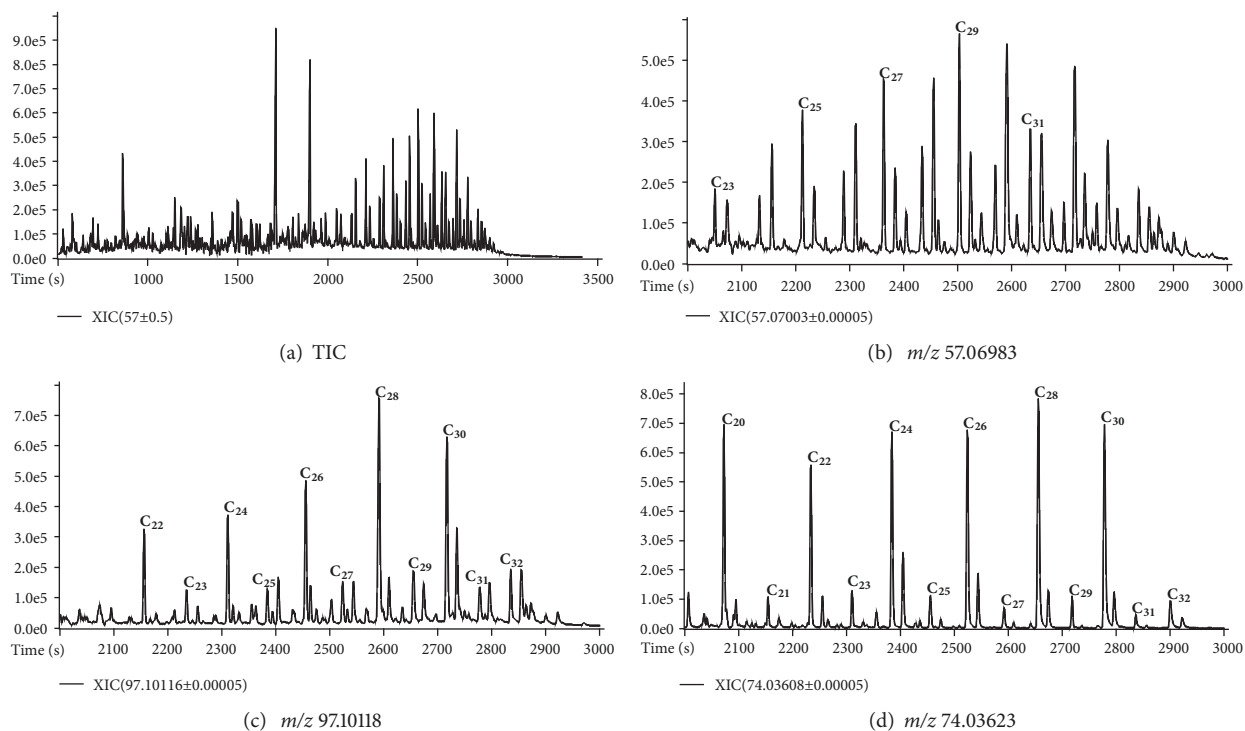 9.0e5
8.0e5
7.0e5
6.0e5
5.0e5
4.0e5
3.0e5
2.0e5
1.0e5
0.0e0
Time (s)
1000 1500 2000 2500 3000 3500
XIC(57±0.5)
(a) TIC
C29
C27
C25
C31
C23
5.0e5
4.0e5
3.0e5
2.0e5
1.0e5
0.0e0
Time (s)
2100 2200 2300 2400 2500 2600 2700 2800 2900 3000
XIC(57.07003±0.00005)
(b) m/z 57.06983
C28
C30
C26
C24
C22
C23
C25
C27
C29
C31
C32
7.0e5
6.0e5
5.0e5
4.0e5
3.0e5
2.0e5
1.0e5
0.0e0
Time (s)
2100 2200 2300 2400 2500 2600 2700 2800 2900 3000
XIC(97.10116±0.00005)
(c) m/z 97.10118
C28
C20
C24
C26
C30
C22
C21
C23
C25
C27
C29
C31
C32
8.0e5
7.0e5
6.0e5
5.0e5
4.0e5
3.0e5
2.0e5
1.0e5
0.0e0
Time (s)
2100 2200 2300 2400 2500 2600 2700 2800 2900 3000
XIC(74.03608±0.00005)
(d) m/z 74.03623